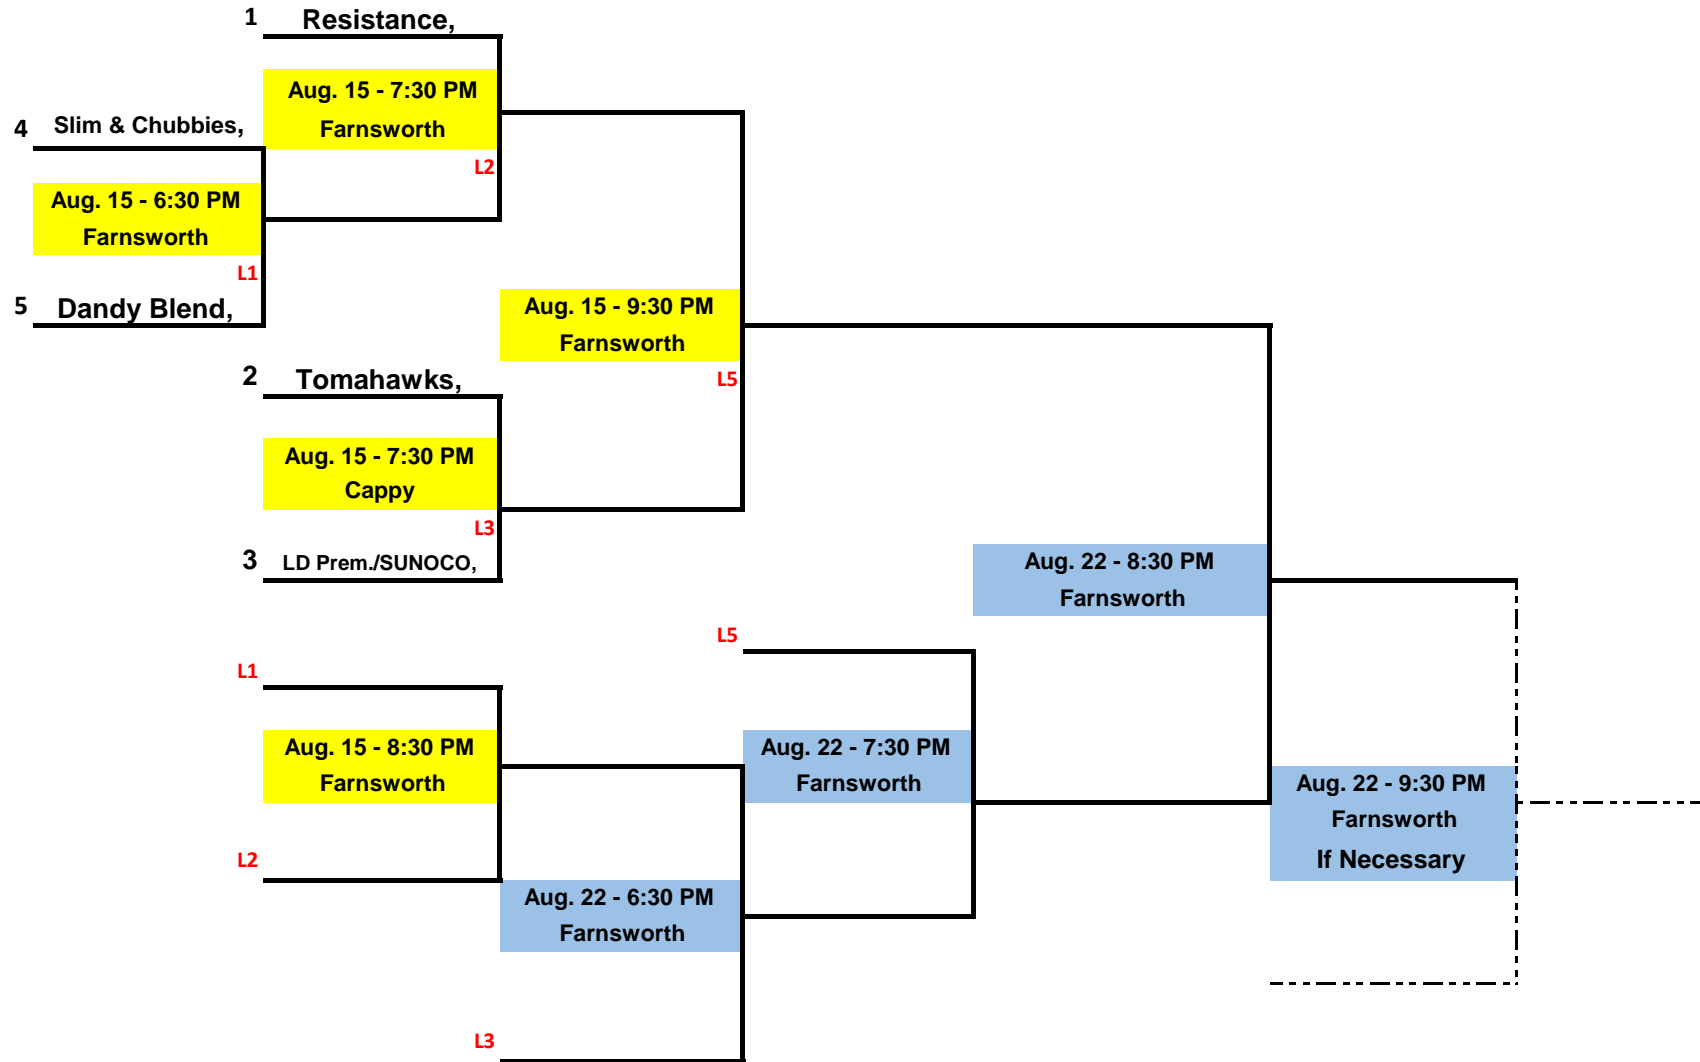 1
Resistance,
Aug. 15 - 7:30 PM
Farnsworth
L2
4
Slim & Chubbies,
Aug. 15 - 6:30 PM
Farnsworth
L1
5
Dandy Blend,
Aug. 15 - 9:30 PM
Farnsworth
L5
2
Tomahawks,
Aug. 15 - 7:30 PM
Cappy
L3
3
LD Prem./SUNOCO,
Aug. 22 - 8:30 PM
Farnsworth
L5
L1
Aug. 15 - 8:30 PM
Farnsworth
L2
Aug. 22 - 7:30 PM
Farnsworth
Aug. 22 - 9:30 PM
Farnsworth
If Necessary
Aug. 22 - 6:30 PM
Farnsworth
L3